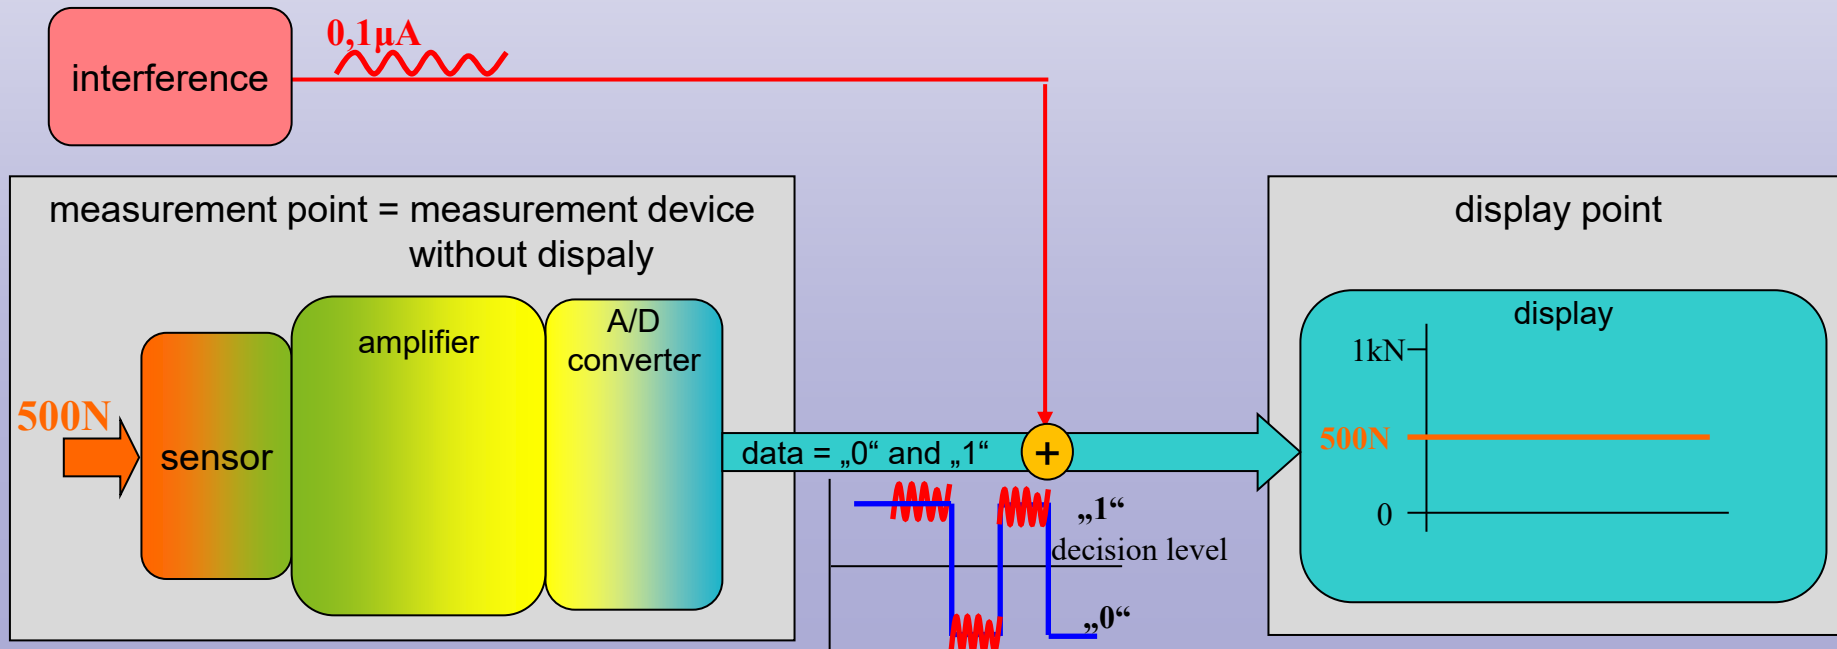 0,1µA
interference
measurement point = measurement device
without dispaly
display point
A/D
converter
amplifier
display
1kN
500N
sensor
data = „0“ and „1“
+
500N
0
„1“
decision level
„0“